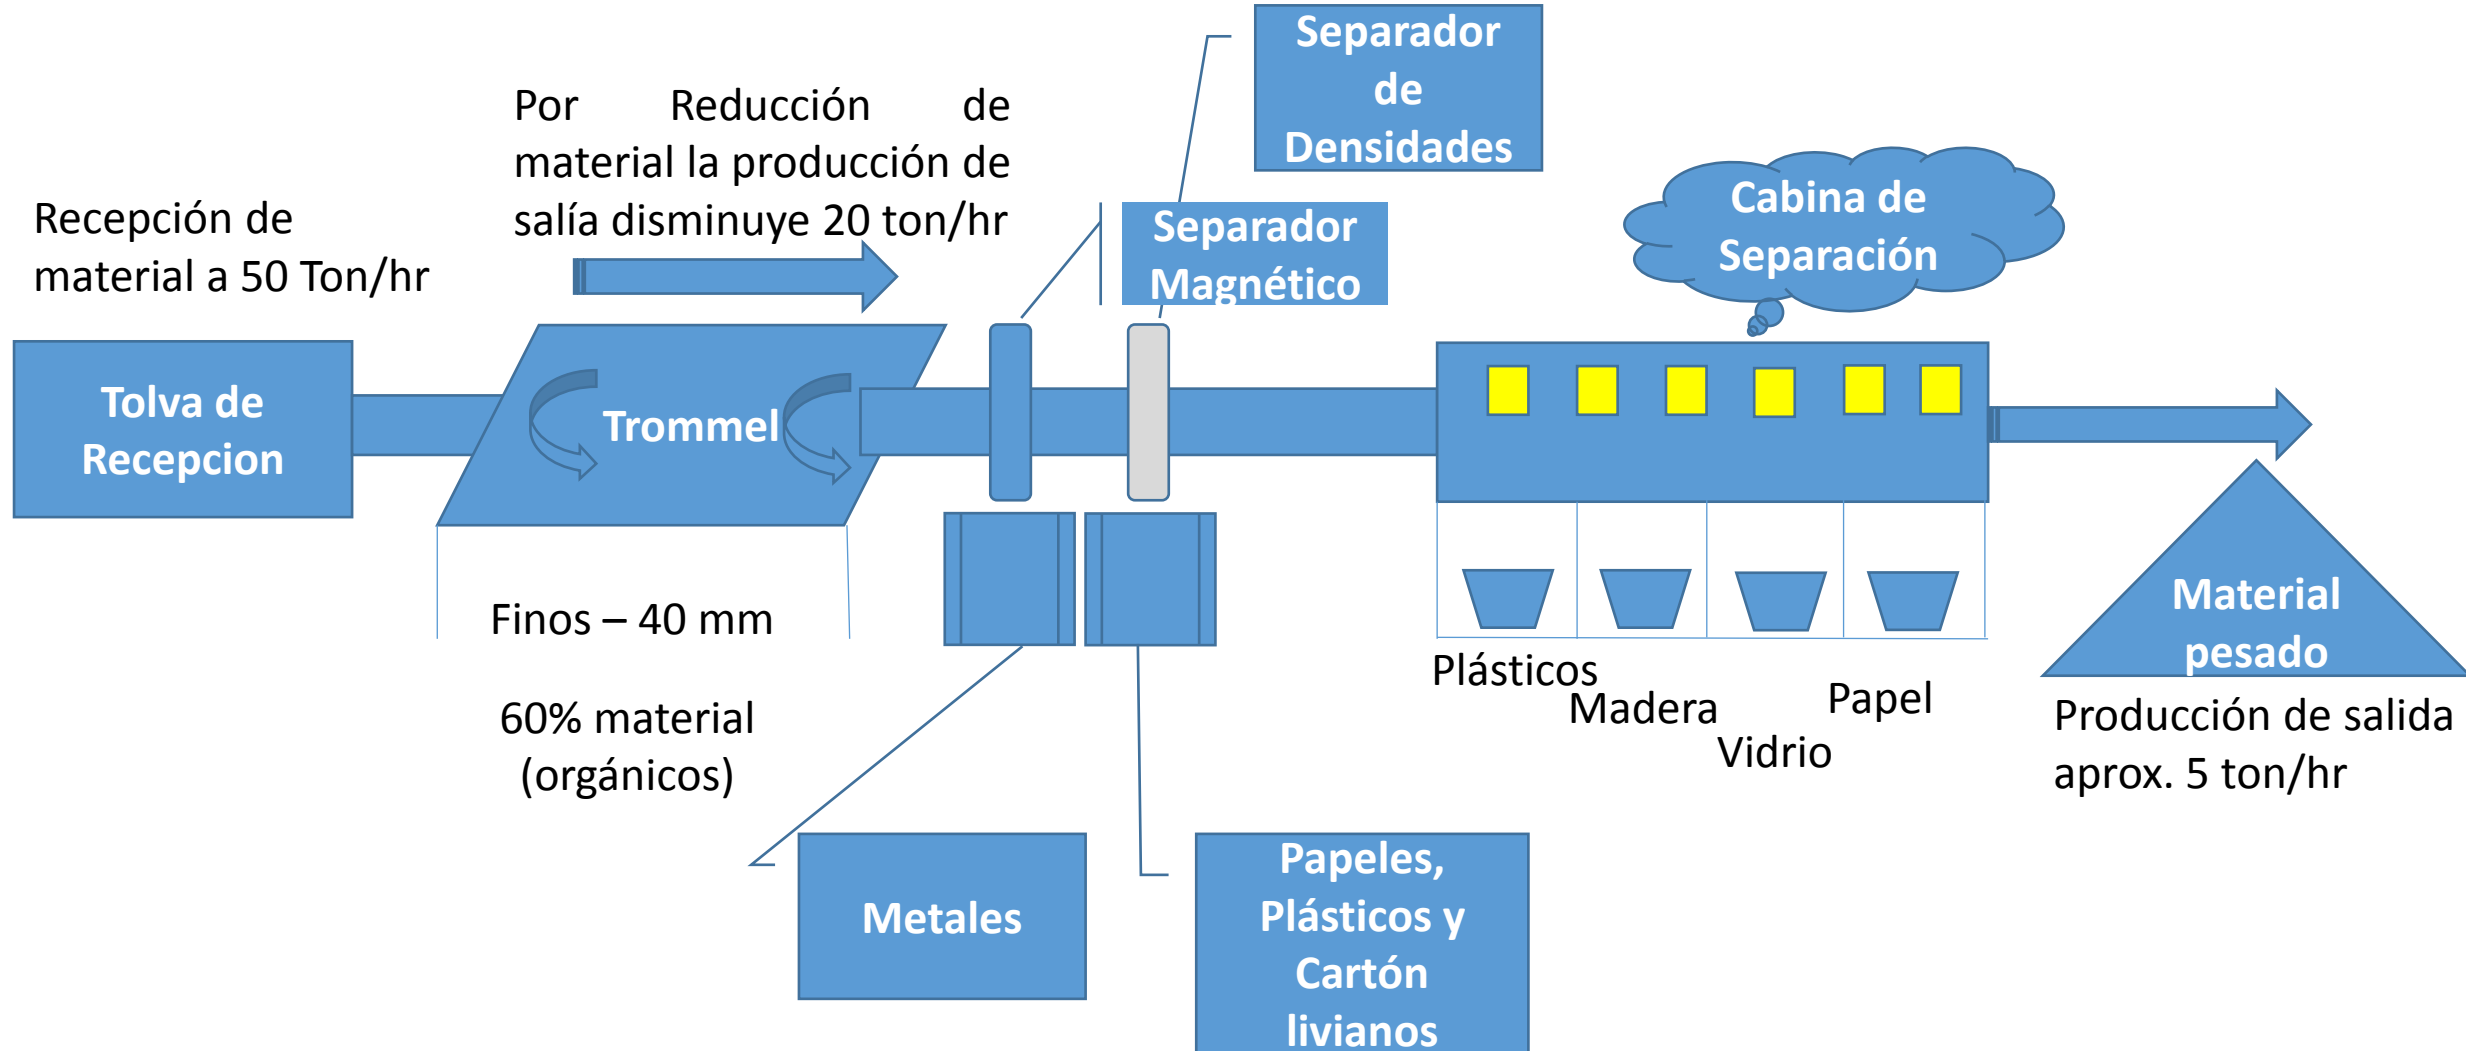 Separador
de
Densidades
Por Reducción de
material la producción de
salía disminuye 20 ton/hr
Recepción de
material a 50 Ton/hr
Separador
Magnético
Cabina de
Separación
Tolva de
Recepcion
Trommel
Finos – 40 mm
60% material
(orgánicos)
Plásticos
Madera
Vidrio
Papel
Material
pesado
Producción de salida
aprox. 5 ton/hr
Metales
Papeles,
Plásticos y
Cartón
livianos